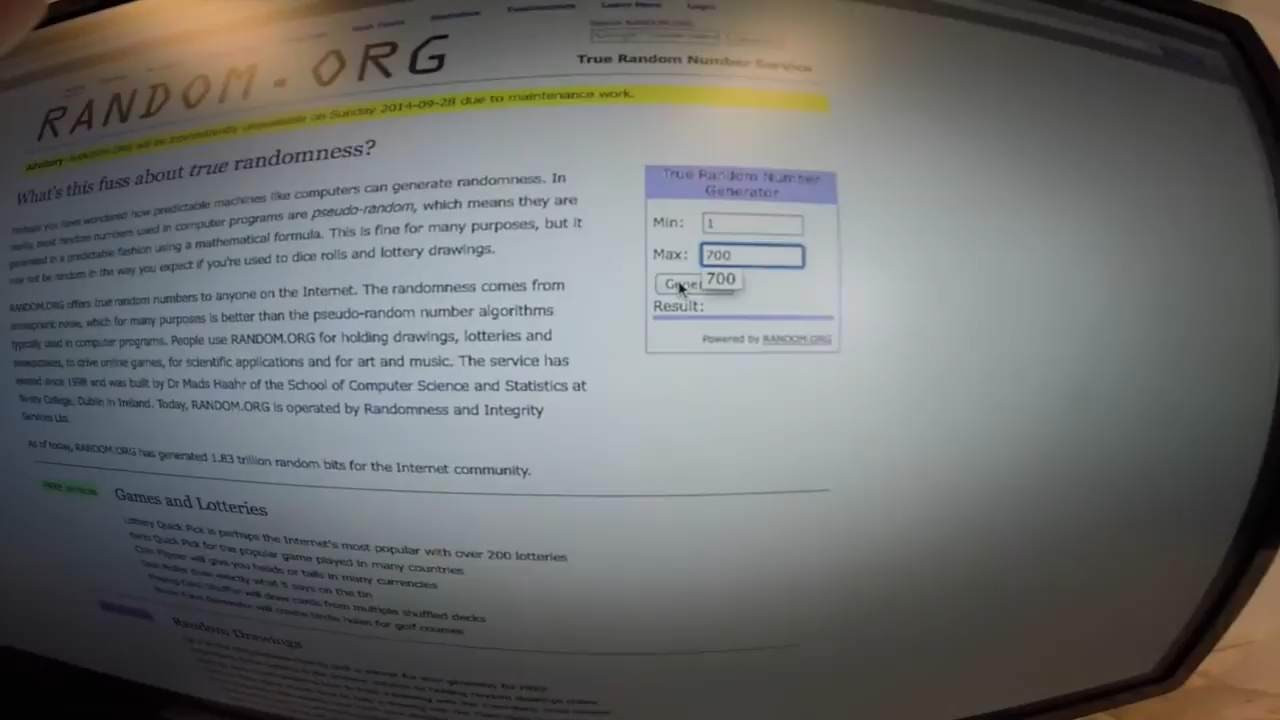 Learn More
Login
RANDOM.ORG
True Random Number Service
Advisory: RANDOM.ORG will be intermittently unavailable on Sunday 2014-09-28 due to maintenance work.
What's this fuss about true randomness?
Perhaps you have wondered how predictable machines like computers can generate randomness. In
reality, most random numbers used in computer programs are pseudo-random, which means they are
generated in a predictable fashion using a mathematical formula. This is fine for many purposes, but it
may not be random in the way you expect if you're used to dice rolls and lottery drawings.
RANDOM.ORG offers true random numbers to anyone on the Internet. The randomness comes from
atmospheric noise, which for many purposes is better than the pseudo-random number algorithms
typically used in computer programs. People use RANDOM.ORG for holding drawings, lotteries and
sweepstakes, to drive online games, for scientific applications and for art and music. The service has
existed since 1998 and was built by Dr Mads Haahr of the School of Computer Science and Statistics at
Trinity College, Dublin in Ireland. Today, RANDOM.ORG is operated by Randomness and Integrity
Services Ltd.
As of today, RANDOM.ORG has generated 1.83 trillion random bits for the Internet community.
True Random Number
Generator
Min: 1
Max: 700
700
Result:
Powered by RANDOM.ORG
Games and Lotteries
Lottery Quick Pick is perhaps the Internet's most popular with over 200 lotteries
Keno Quick Pick for the popular game played in many countries
Coin Flipper will give you heads or tails in many currencies
Dice Roller does exactly what it says on the tin
Playing Card Shuffler will draw cards from multiple shuffled decks
will create birdie holes for golf courses
Random Drawings